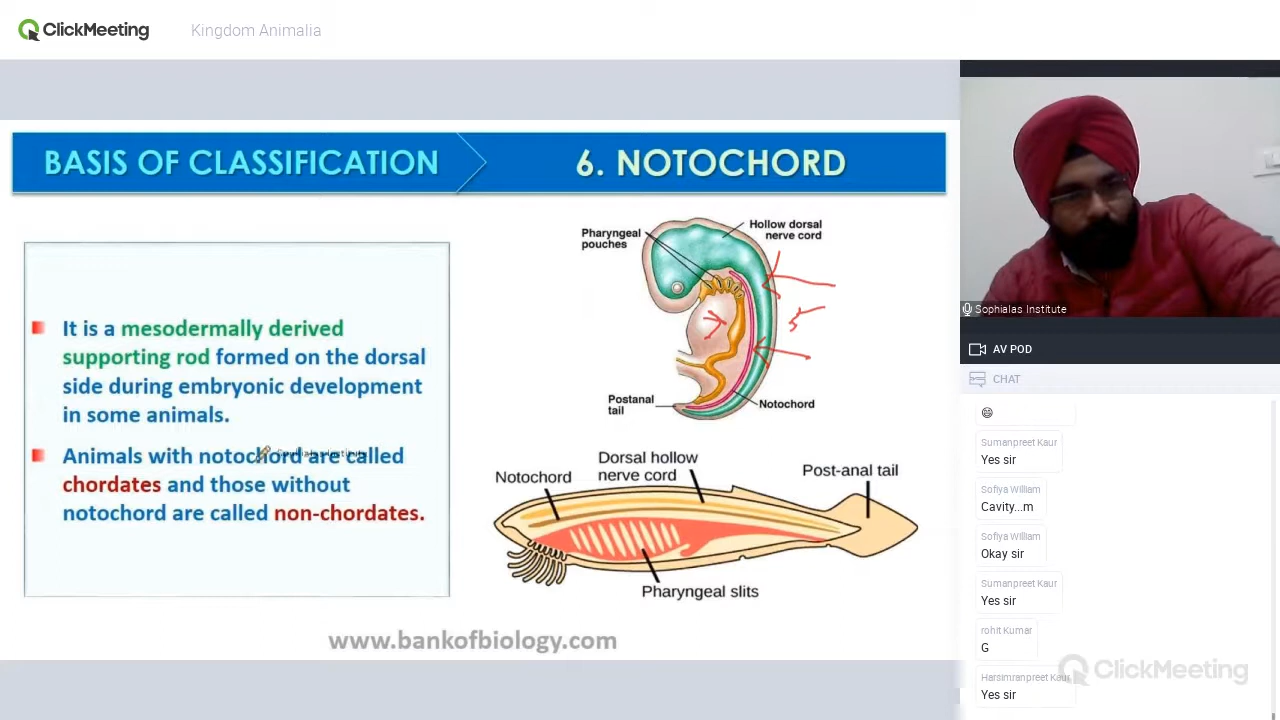 ClickMeeting
Kingdom Animalia
BASIS OF CLASSIFICATION
6. NOTOCHORD
It is a mesodermally derived
supporting rod formed on the dorsal
side during embryonic development
in some animals.
Animals with notochord are called
chordates and those without
notochord are called non-chordates.
Sophialas Institute
Pharyngeal
pouches
Hollow dorsal
nerve cord
Postanal
tail
Notochord
Notochord
Dorsal hollow
nerve cord
Post-anal tail
Pharyngeal slits
www.bankofbiology.com
Sophialas Institute
AV POD
CHAT
Sumanpreet Kaur
Yes sir
Sofiya William
Cavity...m
Sofiya William
Okay sir
Sumanpreet Kaur
Yes sir
rohit Kumar
G
Harsimranpreet Kaur
Yes sir
ClickMeeting